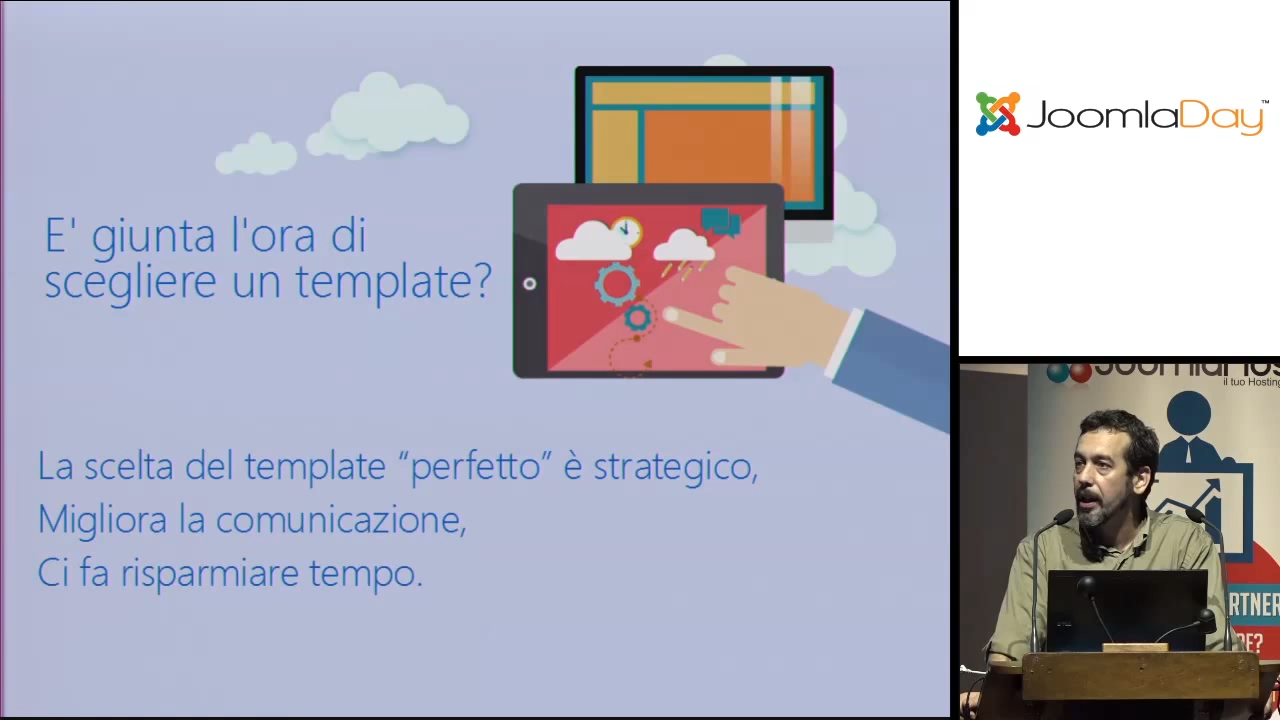 E' giunta l'ora di
scegliere un template?
La scelta del template “perfetto” è strategico,
Migliora la comunicazione,
Ci fa risparmiare tempo.
JoomlaDay™
il tuo Hosting